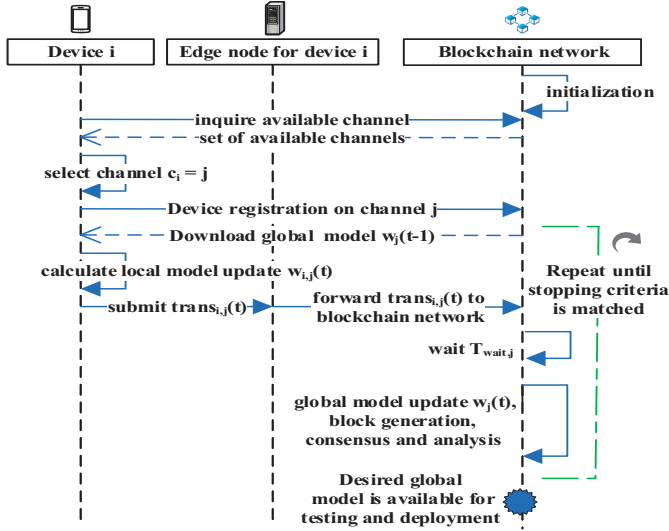 Device i
Edge node for device i
Blockchain network
initialization
inquire available channel
set of available channels
select channel cᵢ = j
Device registration on channel j
Download global model wⱼ(t-1)
calculate local model update wᵢ,ⱼ(t)
Repeat until
stopping criteria
is matched
submit transᵢ,ⱼ(t)
forward transᵢ,ⱼ(t) to
blockchain network
wait T_wait,j
global model update wⱼ(t),
block generation,
consensus and analysis
Desired global
model is available for
testing and deployment